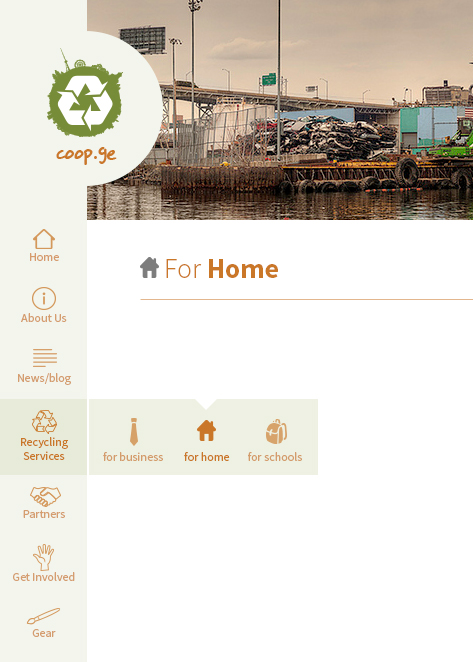 coop.ge
Home
About Us
News/blog
Recycling
Services
Partners
Get Involved
Gear
For Home
for business
for home
for schools